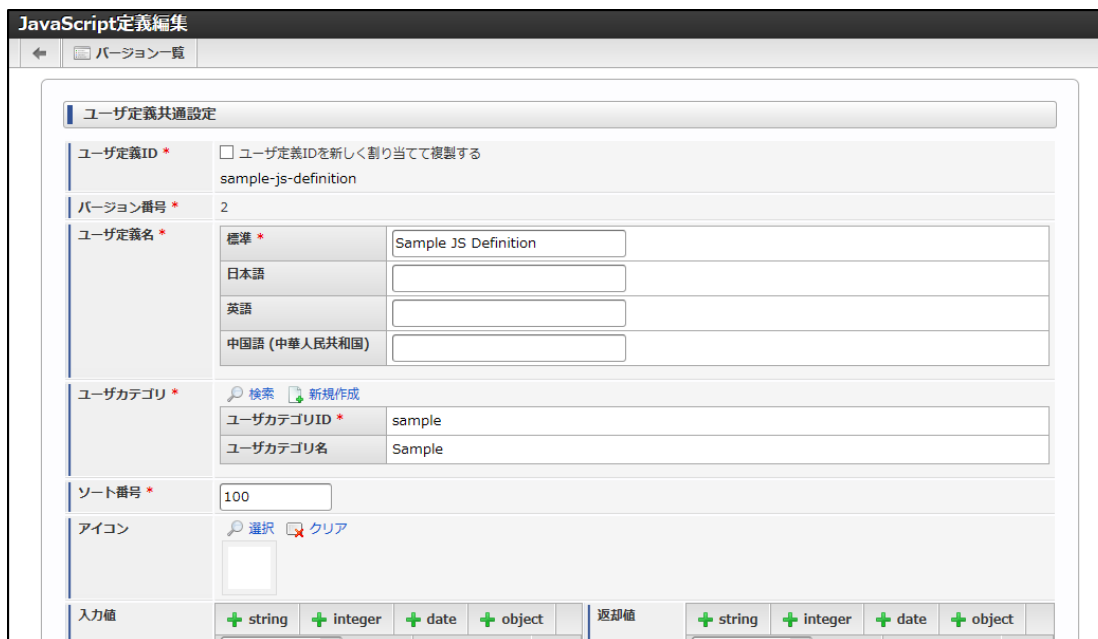 JavaScript定義編集
バージョン一覧
ユーザ定義共通設定
ユーザ定義ID *
ユーザ定義IDを新しく割り当てて複製する
sample-js-definition
バージョン番号 *
2
ユーザ定義名 *
標準 *
Sample JS Definition
日本語
英語
中国語 (中華人民共和国)
ユーザカテゴリ *
検索 新規作成
ユーザカテゴリID *
sample
ユーザカテゴリ名
Sample
ソート番号 *
100
アイコン
選択 クリア
入力値
string integer date object
返却値
string integer date object